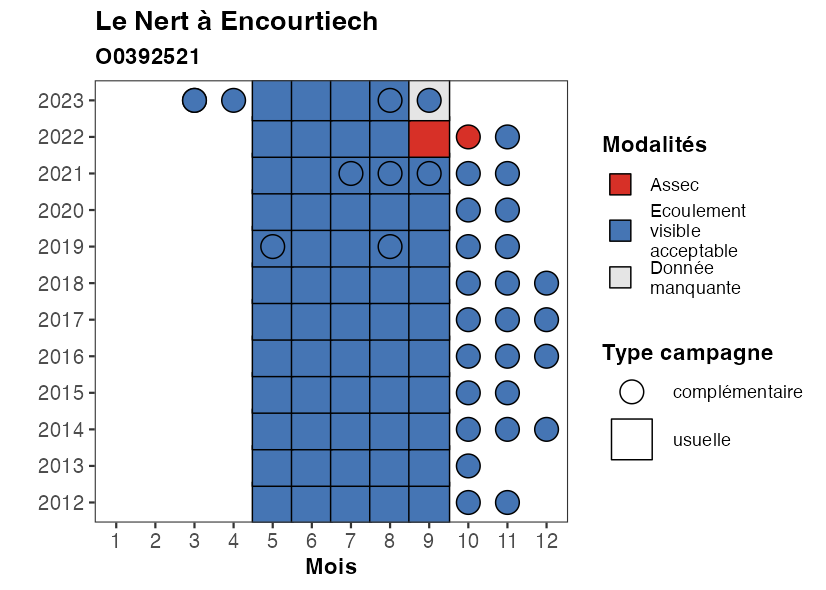 Le Nert à Encourtiech
O0392521
2023
2022
2021
2020
2019
2018
2017
2016
2015
2014
2013
2012
1 2 3 4 5 6 7 8 9 10 11 12
Mois
Modalités
Assec
Ecoulement
visible
acceptable
Donnée
manquante
Type campagne
complémentaire
usuelle